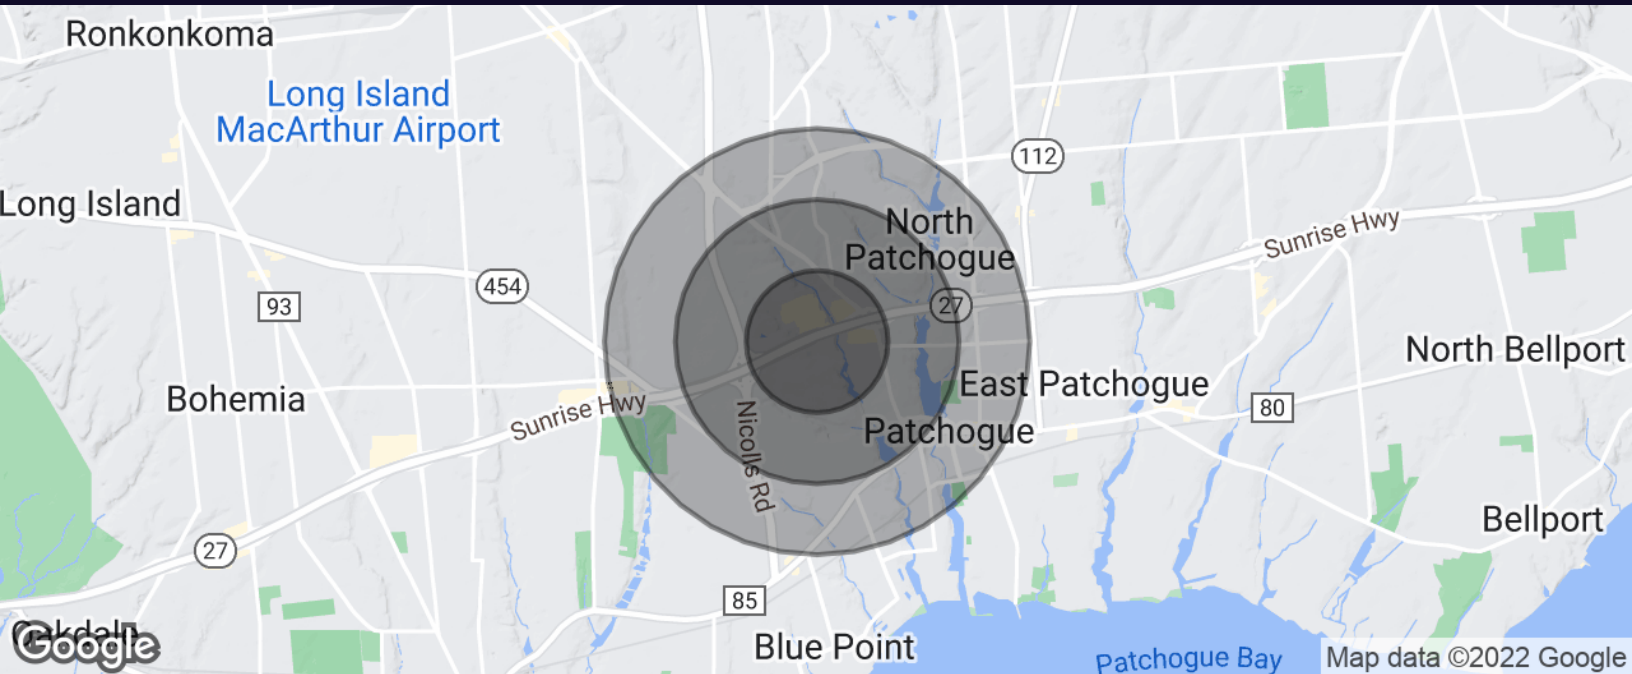 Ronkonkoma
Long Island
MacArthur Airport
112
Long Island
North
Patchogue
Sunrise Hwy
454
93
27
North Bellport
East Patchogue
Bohemia
Sunrise Hwy
80
Patchogue
Nicolls Rd
Bellport
27
85
Oakdale
Google
Blue Point
Patchogue Bay
Map data ©2022 Google